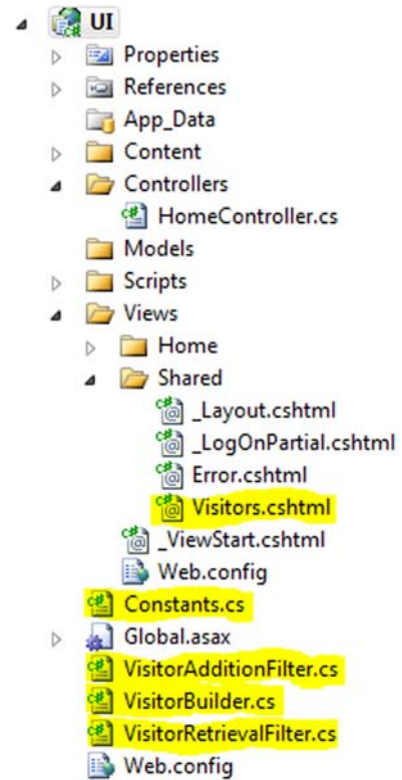 UI
Properties
References
App_Data
Content
Controllers
HomeController.cs
Models
Scripts
Views
Home
Shared
_Layout.cshtml
_LogOnPartial.cshtml
Error.cshtml
Visitors.cshtml
_ViewStart.cshtml
Web.config
Constants.cs
Global.asax
VisitorAdditionFilter.cs
VisitorBuilder.cs
VisitorRetrievalFilter.cs
Web.config